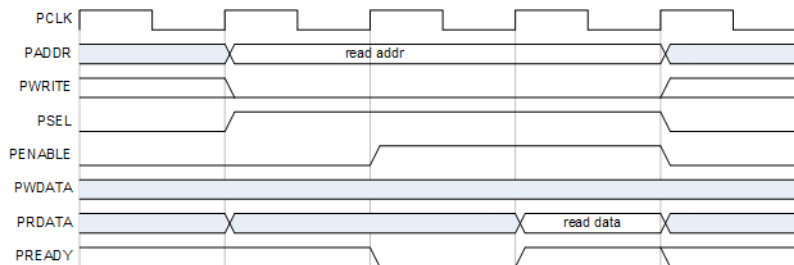 PCLK
PADDR read addr
PWRITE
PSEL
PENABLE
PWDATA
PRDATA read data
PREADY